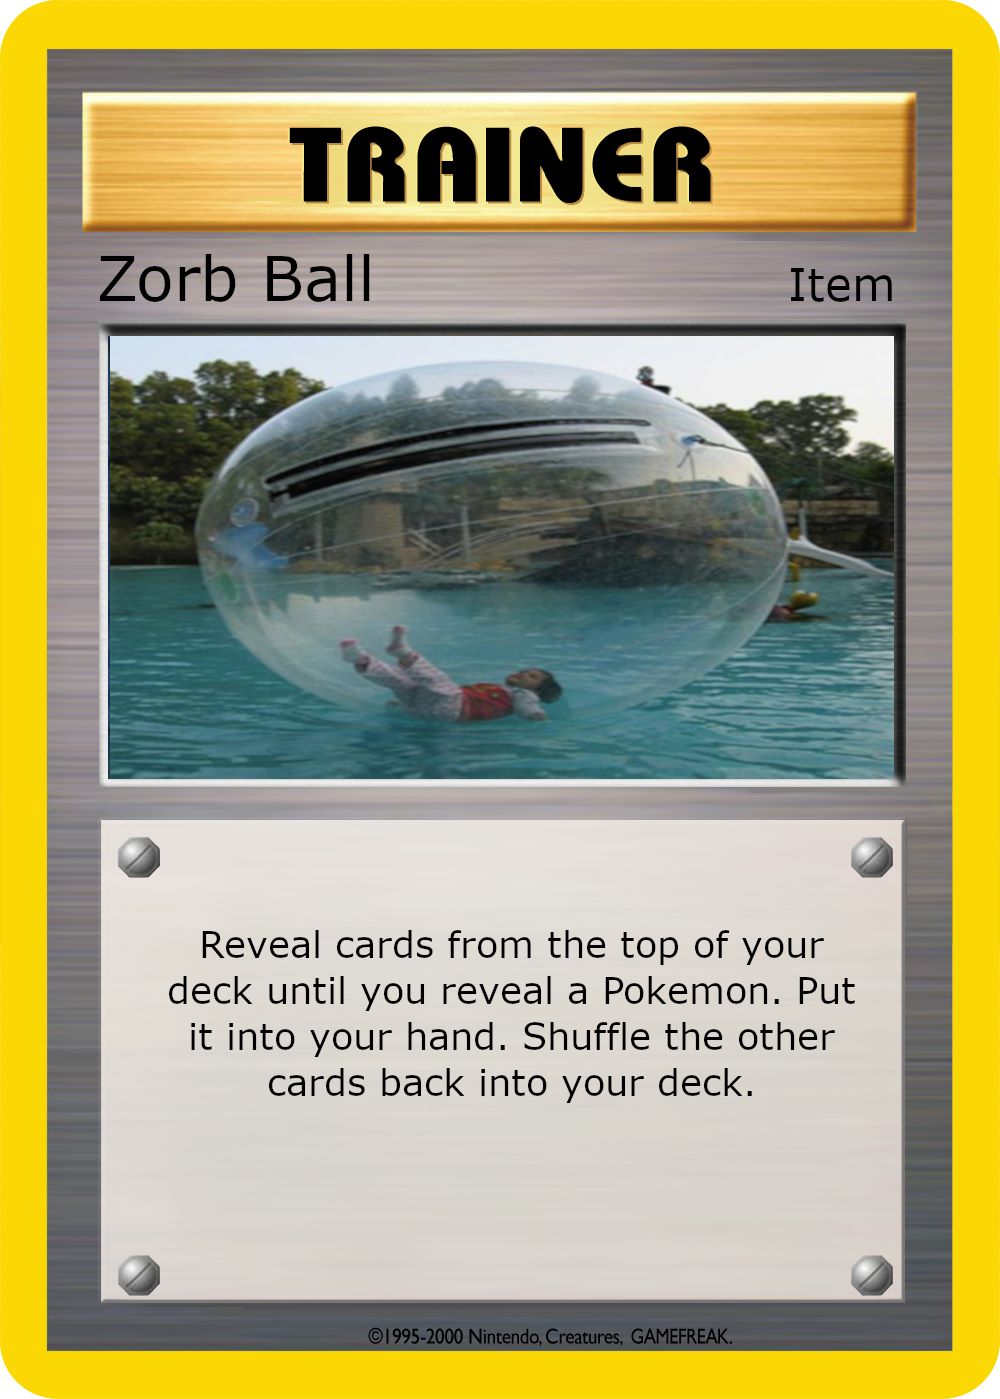 TRAINER
Zorb Ball Item
Reveal cards from the top of your
deck until you reveal a Pokemon. Put
it into your hand. Shuffle the other
cards back into your deck.
©1995-2000 Nintendo, Creatures, GAMEFREAK.